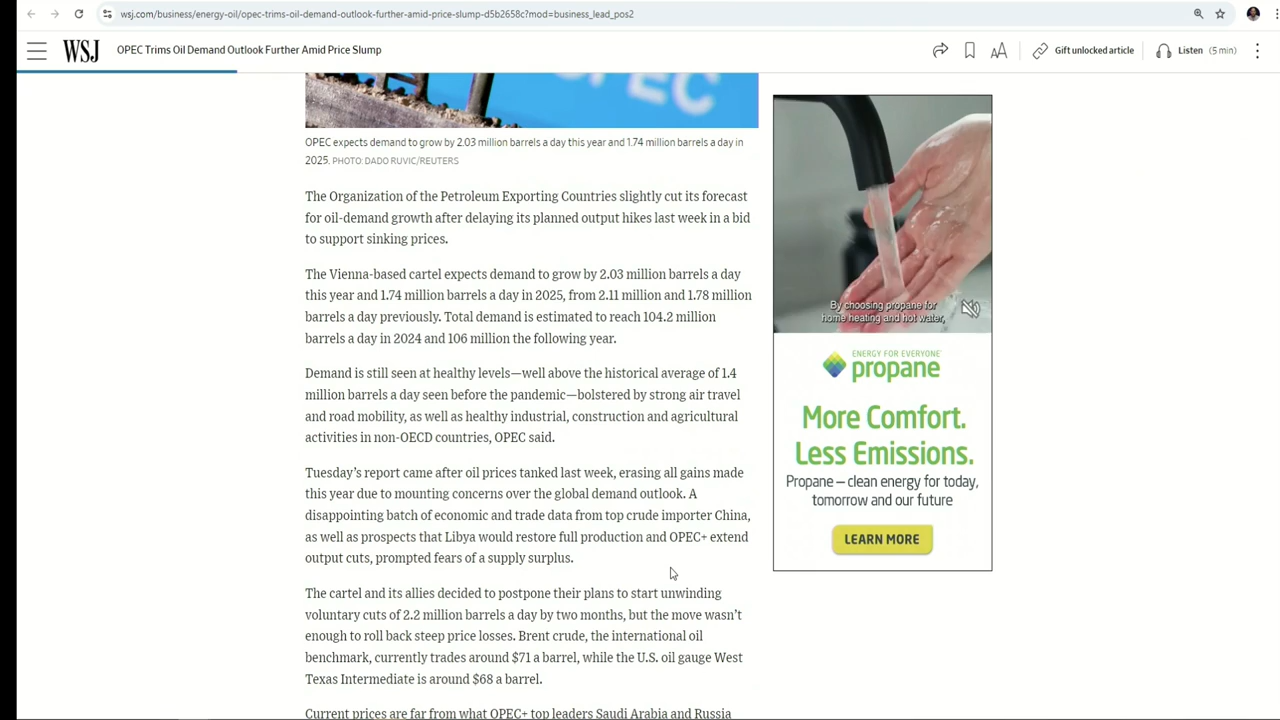 wsj.com/business/energy-oil/opec-trims-oil-demand-outlook-further-amid-price-slump-d5b2658c?mod=business_lead_pos2
WSJ
OPEC Trims Oil Demand Outlook Further Amid Price Slump
AA
Gift unlocked article
Listen (5 min)
OPEC
OPEC expects demand to grow by 2.03 million barrels a day this year and 1.74 million barrels a day in
2025. PHOTO: DADO RUVIC/REUTERS
The Organization of the Petroleum Exporting Countries slightly cut its forecast
for oil-demand growth after delaying its planned output hikes last week in a bid
to support sinking prices.
The Vienna-based cartel expects demand to grow by 2.03 million barrels a day
this year and 1.74 million barrels a day in 2025, from 2.11 million and 1.78 million
barrels a day previously. Total demand is estimated to reach 104.2 million
barrels a day in 2024 and 106 million the following year.
Demand is still seen at healthy levels—well above the historical average of 1.4
million barrels a day seen before the pandemic—bolstered by strong air travel
and road mobility, as well as healthy industrial, construction and agricultural
activities in non-OECD countries, OPEC said.
Tuesday's report came after oil prices tanked last week, erasing all gains made
this year due to mounting concerns over the global demand outlook. A
disappointing batch of economic and trade data from top crude importer China,
as well as prospects that Libya would restore full production and OPEC+ extend
output cuts, prompted fears of a supply surplus.
The cartel and its allies decided to postpone their plans to start unwinding
voluntary cuts of 2.2 million barrels a day by two months, but the move wasn't
enough to roll back steep price losses. Brent crude, the international oil
benchmark, currently trades around $71 a barrel, while the U.S. oil gauge West
Texas Intermediate is around $68 a barrel.
Current prices are far from what OPEC+ top leaders Saudi Arabia and Russia
By choosing propane for
home heating and hot water,
ENERGY FOR EVERYONE
propane
More Comfort.
Less Emissions.
Propane – clean energy for today,
tomorrow and our future
LEARN MORE